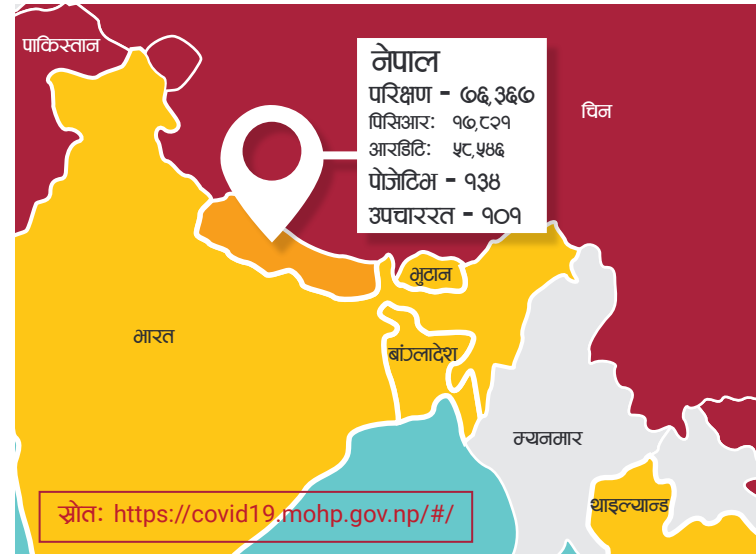 पाकिस्तान
नेपाल
परिक्षण - ७६,३६७
पिसिआर: १७,८२१
आरडिटि: ५८,५४६
पोजेटिभ - १३४
उपचाररत - १०१
चिन
भुटान
भारत
बांग्लादेश
म्यनमार
थाइल्यान्ड
स्रोत: https://covid19.mohp.gov.np/#/